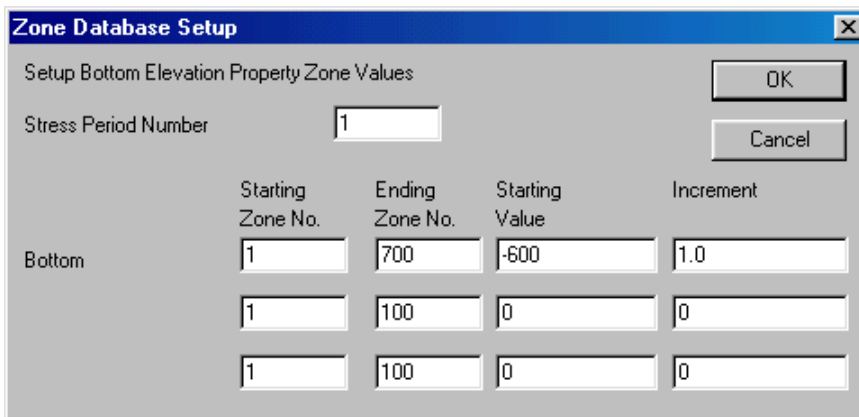 Zone Database Setup
Setup Bottom Elevation Property Zone Values
OK
Stress Period Number 1
Cancel
Starting Zone No. Ending Zone No. Starting Value Increment
Bottom 1 700 -600 1.0
1 100 0 0
1 100 0 0